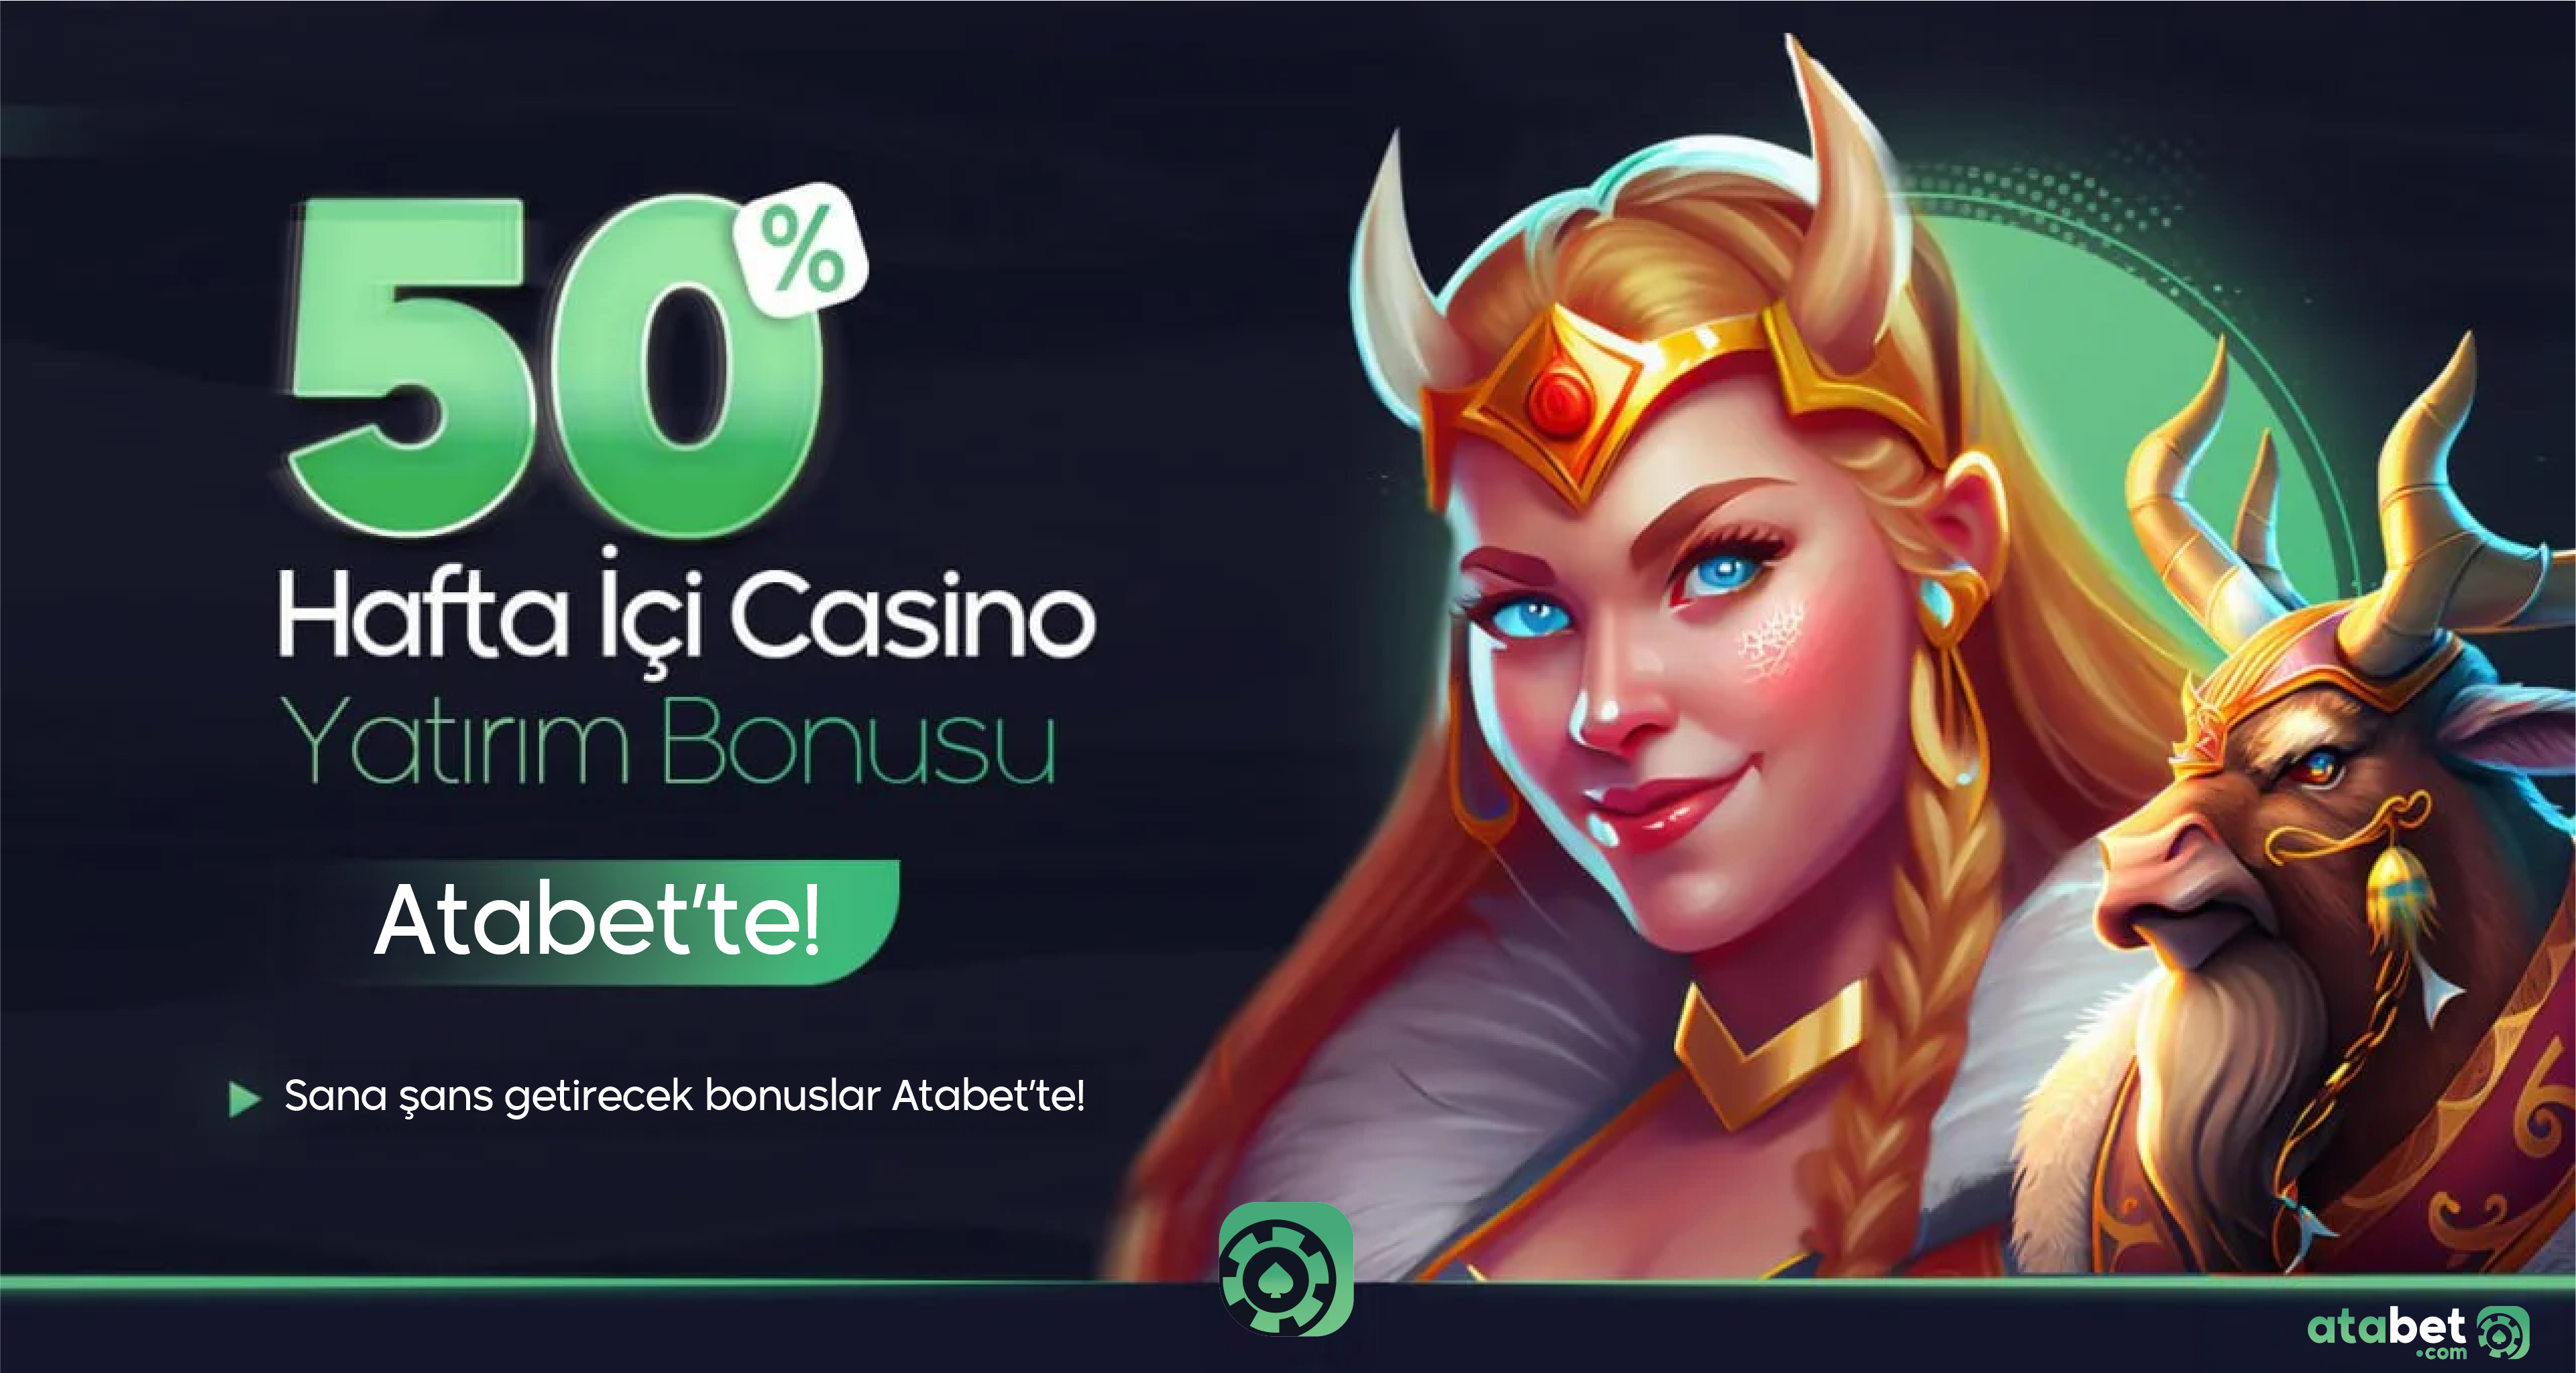 50%
Hafta İçi Casino
Yatırım Bonusu
Atabet’te!
Sana şans getirecek bonuslar Atabet’te!
atabet
.com